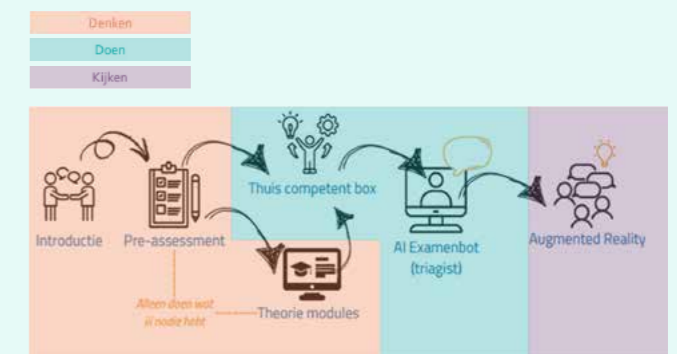 Denken
Doen
Kijken
Thuis competent box
Introductie
Pre-assessment
AI Examenbot
(triagist)
Augmented Reality
Alleen doen wat
jij nodig hebt
Theorie modules